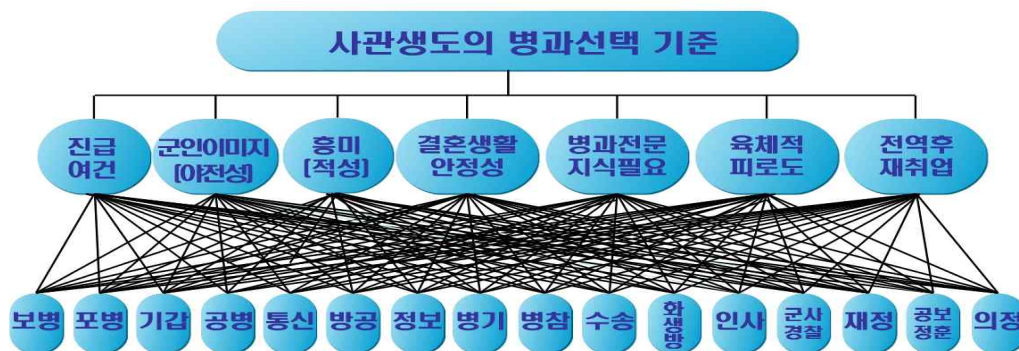 사관생도의 병과선택 기준
진급
여건
군인이미지
[야전성]
흥미
[적성]
결혼생활
안정성
병과전문
지식필요
육체적
피로도
전역후
재취업
보병
포병
기갑
공병
통신
방공
정보
병기
병참
수송
화생방
인사
군사
경찰
재정
공보
정훈
의정